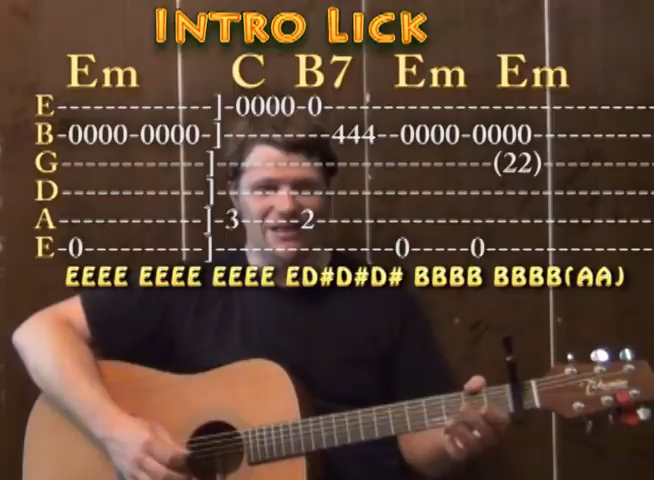 INTRO LICK
Em C B7 Em Em
E-------------]-0000-0-----------------------
B-0000-0000-]---------444--0000-0000--------
G-------------]------------------------(22)--------
D-------------]---------------------------------
A-------------]-3-----2-------------------------
E-0-----------]---------------0-----0-----------
EEEE EEEE EEEE ED#D#D# BBBB BBBB(AA)
Takamine